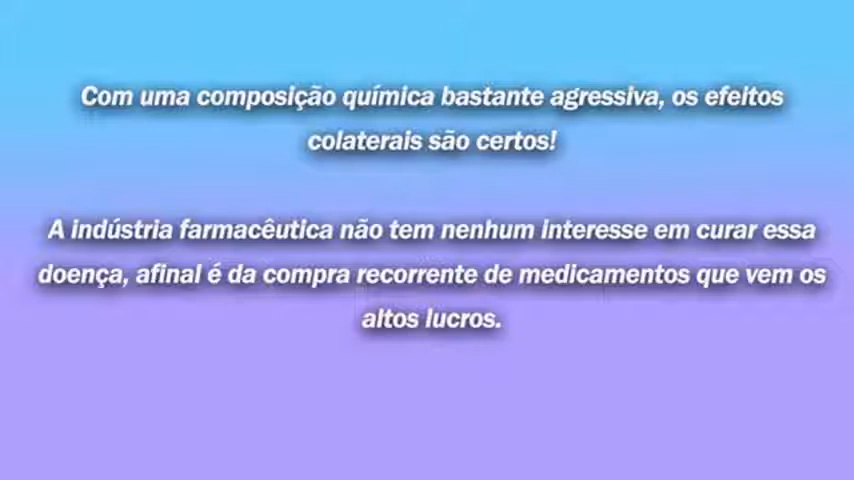 Com uma composição química bastante agressiva, os efeitos
colaterais são certos!
A indústria farmacêutica não tem nenhum interesse em curar essa
doença, afinal é da compra recorrente de medicamentos que vem os
altos lucros.